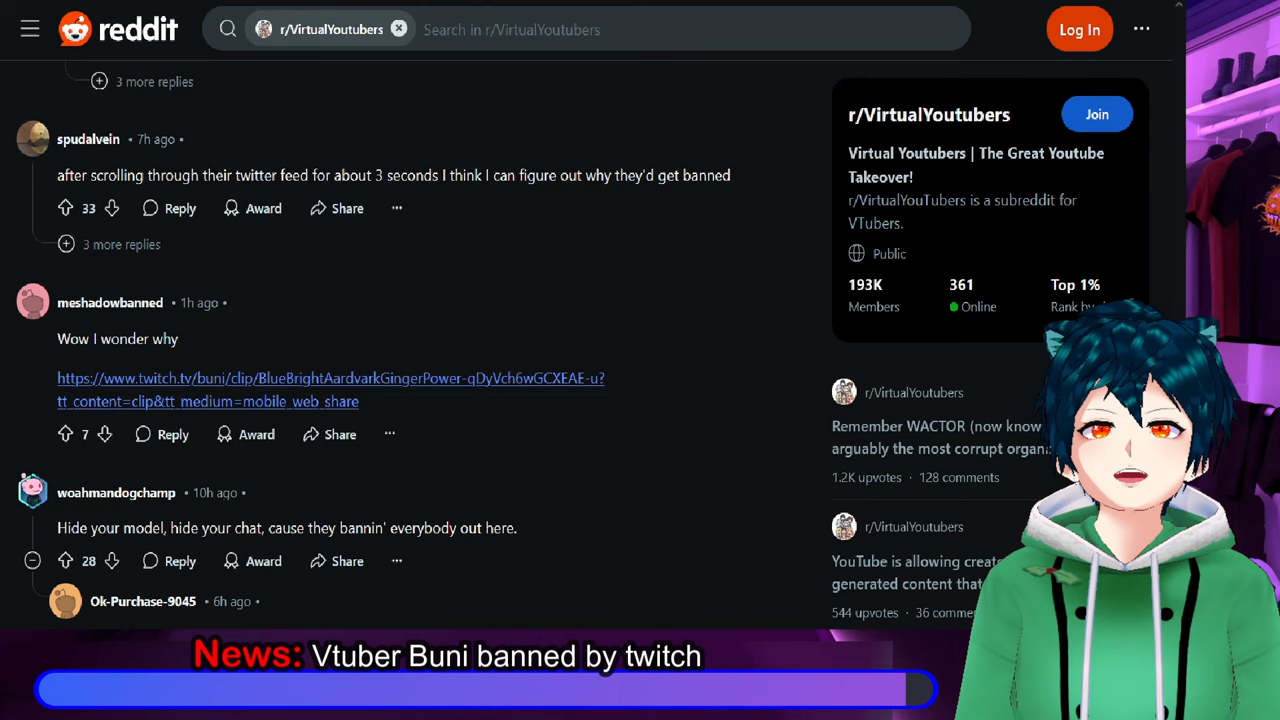 reddit
r/VirtualYoutubers
Search in r/VirtualYoutubers
Log In
3 more replies
spudalvein • 7h ago •
after scrolling through their twitter feed for about 3 seconds I think I can figure out why they'd get banned
33 Reply Award Share
3 more replies
meshadowbanned • 1h ago •
Wow I wonder why
https://www.twitch.tv/buni/clip/BlueBrightAardvarkGingerPower-qDyVch6wGCXEAE-u?
tt_content=clip&tt_medium=mobile_web_share
7 Reply Award Share
woahmandogchamp • 10h ago •
Hide your model, hide your chat, cause they bannin' everybody out here.
28 Reply Award Share
Ok-Purchase-9045 • 6h ago •
r/VirtualYoutubers
Join
Virtual Youtubers | The Great Youtube
Takeover!
r/VirtualYouTubers is a subreddit for
VTubers.
Public
193K 361 Top 1%
Members Online Rank by
r/VirtualYoutubers
Remember WACTOR (now know
arguably the most corrupt organi
1.2K upvotes · 128 comments
r/VirtualYoutubers
YouTube is allowing creato
generated content that
544 upvotes · 36 commen
News: Vtuber Buni banned by twitch